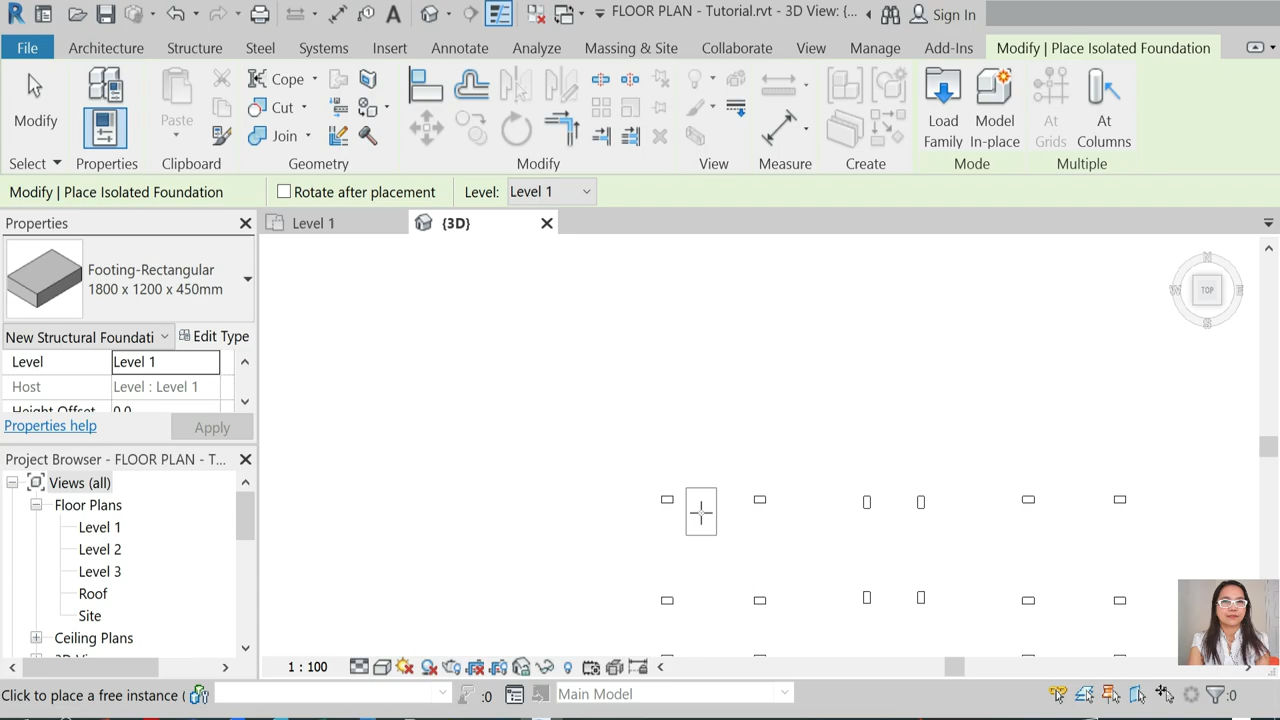 FLOOR PLAN - Tutorial.rvt - 3D View: {...
Sign In
File Architecture Structure Steel Systems Insert Annotate Analyze Massing & Site Collaborate View Manage Add-Ins Modify | Place Isolated Foundation
Modify
Paste
Cope
Cut
Join
Load Family
Model In-place
At Grids
At Columns
Select Properties Clipboard Geometry Modify View Measure Create Mode Multiple
Modify | Place Isolated Foundation Rotate after placement Level: Level 1
Properties
Level 1
{3D}
Footing-Rectangular
1800 x 1200 x 450mm
New Structural Foundati Edit Type
Level Level 1
Host Level : Level 1
Height Offset 0.0
Properties help Apply
Project Browser - FLOOR PLAN - T...
Views (all)
Floor Plans
Level 1
Level 2
Level 3
Roof
Site
Ceiling Plans
3D Vi
N
W TOP E
S
1 : 100
Click to place a free instance (
:0
Main Model
:0